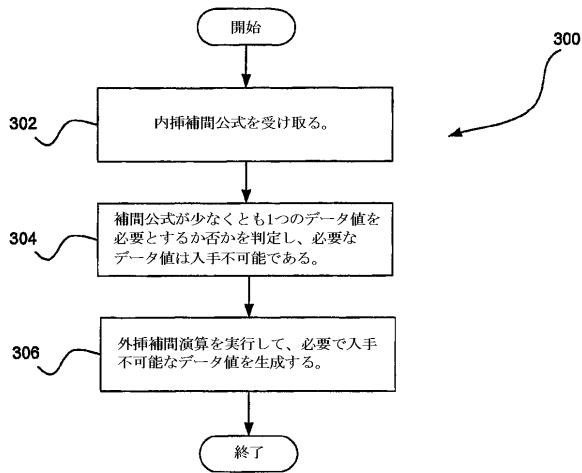 開始
300
302
内挿補間公式を受け取る。
304
補間公式が少なくとも1つのデータ値を
必要とするか否かを判定し、必要な
データ値は入手不可能である。
306
外挿補間演算を実行して、必要で入手
不可能なデータ値を生成する。
終了